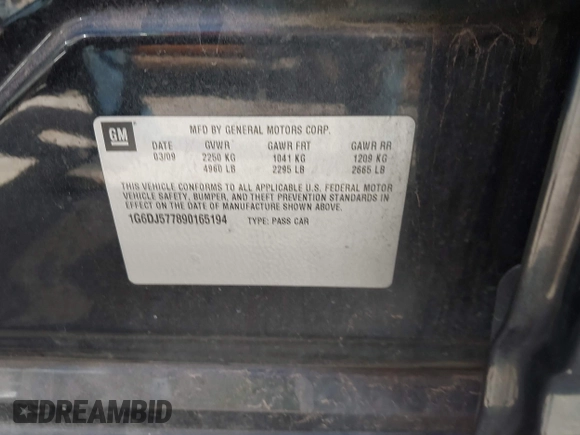 GM
MFD BY GENERAL MOTORS CORP.
DATE GVWR GAWR FRT GAWR RR
03/09 2250 KG 1041 KG 1209 KG
4960 LB 2295 LB 2665 LB
THIS VEHICLE CONFORMS TO ALL APPLICABLE U.S. FEDERAL MOTOR
VEHICLE SAFETY, BUMPER, AND THEFT PREVENTION STANDARDS IN
EFFECT ON THE DATE OF MANUFACTURE SHOWN ABOVE.
1G6DJ577890165194 TYPE: PASS CAR
DREAMBID